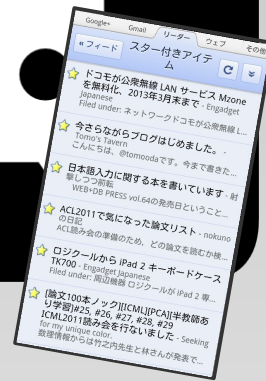 Google+ Gmail リーダー ウェブ その他
« フィード スター付きアイテ
ム
ドコモが公衆無線 LAN サービス Mzone
を無料化、2013年3月末まで - Engadget
Japanese
Filed under: ネットワークドコモが公衆無線 L...
今さらながらブログはじめました。 -
Tomo's Tavern
こんにちは、@tomoodaです。今まで書きた...
日本語入力に関する本を書いています - 射
撃しつつ前転
WEB+DB PRESS vol.64の発売日ということ...
ACL2011で気になった論文リスト - nokuno
の日記
ACL読み会の準備のため、どの論文を読むか検...
ロジクールから iPad 2 キーボードケース
TK700 - Engadget Japanese
Filed under: 周辺機器 ロジクールが iPad 2 専...
[論文100本ノック][ICML][PCA][半教師あ
り学習]#25, #26, #27, #28, #29
ICML2011読み会を行ないました - Seeking
for my unique color.
数理情報からは竹之内先生と林さんが発表で...